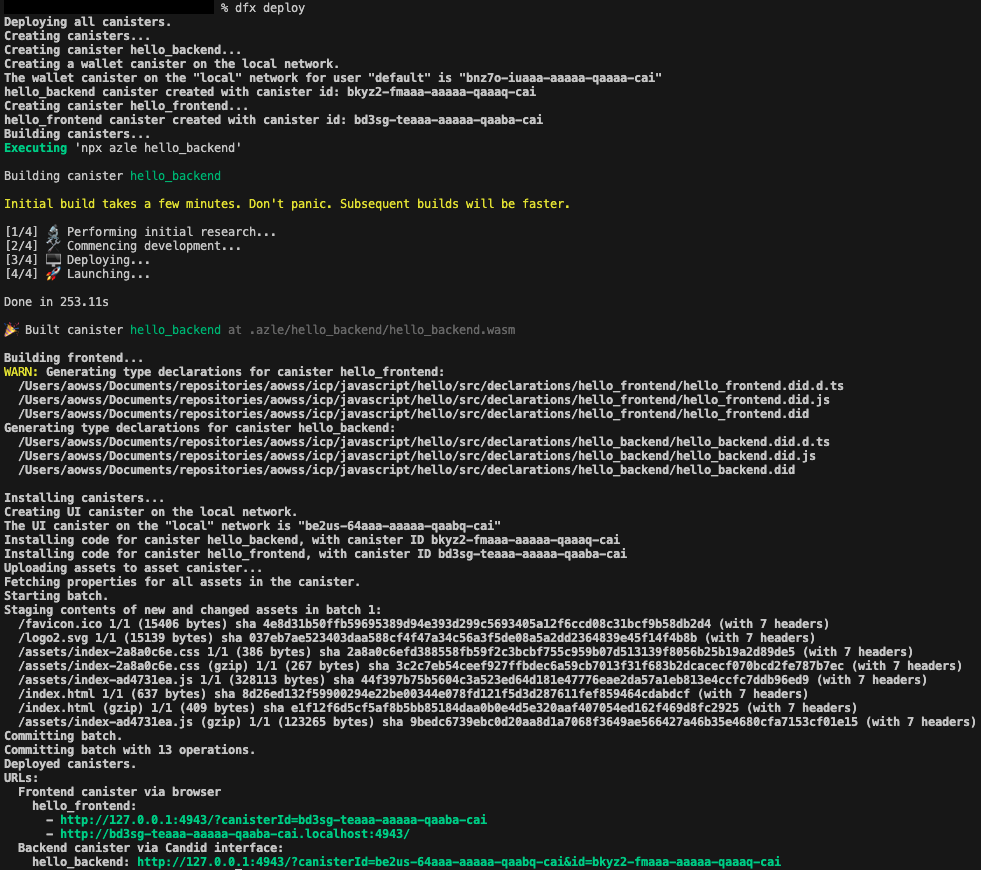 % dfx deploy
Deploying all canisters.
Creating canisters...
Creating canister hello_backend...
Creating a wallet canister on the local network.
The wallet canister on the "local" network for user "default" is "bnz7o-iuaaa-aaaaa-qaaaa-cai"
hello_backend canister created with canister id: bkyz2-fmaaa-aaaaa-qaaaq-cai
Creating canister hello_frontend...
hello_frontend canister created with canister id: bd3sg-teaaa-aaaaa-qaaba-cai
Building canisters...
Executing 'npx azle hello_backend'
Building canister hello_backend
Initial build takes a few minutes. Don't panic. Subsequent builds will be faster.
[1/4] 🔬 Performing initial research...
[2/4] Commencing development...
[3/4] 🖥️ Deploying...
[4/4] 🚀 Launching...
Done in 253.11s
🎉 Built canister hello_backend at .azle/hello_backend/hello_backend.wasm
Building frontend...
WARN: Generating type declarations for canister hello_frontend:
/Users/aowss/Documents/repositories/aowss/icp/javascript/hello/src/declarations/hello_frontend/hello_frontend.did.d.ts
/Users/aowss/Documents/repositories/aowss/icp/javascript/hello/src/declarations/hello_frontend/hello_frontend.did.js
/Users/aowss/Documents/repositories/aowss/icp/javascript/hello/src/declarations/hello_frontend/hello_frontend.did
Generating type declarations for canister hello_backend:
/Users/aowss/Documents/repositories/aowss/icp/javascript/hello/src/declarations/hello_backend/hello_backend.did.d.ts
/Users/aowss/Documents/repositories/aowss/icp/javascript/hello/src/declarations/hello_backend/hello_backend.did.js
/Users/aowss/Documents/repositories/aowss/icp/javascript/hello/src/declarations/hello_backend/hello_backend.did
Installing canisters...
Creating UI canister on the local network.
The UI canister on the "local" network is "be2us-64aaa-aaaaa-qaabq-cai"
Installing code for canister hello_backend, with canister ID bkyz2-fmaaa-aaaaa-qaaaq-cai
Installing code for canister hello_frontend, with canister ID bd3sg-teaaa-aaaaa-qaaba-cai
Uploading assets to asset canister...
Fetching properties for all assets in the canister.
Starting batch.
Staging contents of new and changed assets in batch 1:
/favicon.ico 1/1 (15406 bytes) sha 4e8d31b50ffb59695389d94e393d299c5693405a12f6ccd08c31bcf9b58db2d4 (with 7 headers)
/logo2.svg 1/1 (15139 bytes) sha 037eb7ae523403daa588cf4f47a34c56a3f5de08a5a2dd2364839e45f14f4b8b (with 7 headers)
/assets/index-2a8a0c6e.css 1/1 (386 bytes) sha 2a8a0c6efd388558fb59f2c3bcbf755c959b07d513139f8056b25b19a2d89de5 (with 7 headers)
/assets/index-2a8a0c6e.css (gzip) 1/1 (267 bytes) sha 3c2c7eb54ceef927ffbdec6a59cb7013f31f683b2dcacecf070bcd2fe787b7ec (with 7 headers)
/assets/index-ad4731ea.js 1/1 (328113 bytes) sha 44f397b75b5604c3a523ed64d181e47776eae2da57a1eb813e4ccfc7ddb96ed9 (with 7 headers)
/index.html 1/1 (637 bytes) sha 8d26ed132f59900294e22be00344e078fd121f5d3d287611fef859464cdabdcf (with 7 headers)
/index.html (gzip) 1/1 (409 bytes) sha e1f12f6d5cf5af8b5bb85184daa0b0e4d5e320aaf407054ed162f469d8fc2925 (with 7 headers)
/assets/index-ad4731ea.js (gzip) 1/1 (123265 bytes) sha 9bedc6739ebc0d20aa8d1a7068f3649ae566427a46b35e4680cfa7153cf01e15 (with 7 headers)
Committing batch.
Committing batch with 13 operations.
Deployed canisters.
URLs:
Frontend canister via browser
hello_frontend:
– http://127.0.0.1:4943/?canisterId=bd3sg-teaaa-aaaaa-qaaba-cai
– http://bd3sg-teaaa-aaaaa-qaaba-cai.localhost:4943/
Backend canister via Candid interface:
hello_backend: http://127.0.0.1:4943/?canisterId=be2us-64aaa-aaaaa-qaabq-cai&id=bkyz2-fmaaa-aaaaa-qaaaq-cai